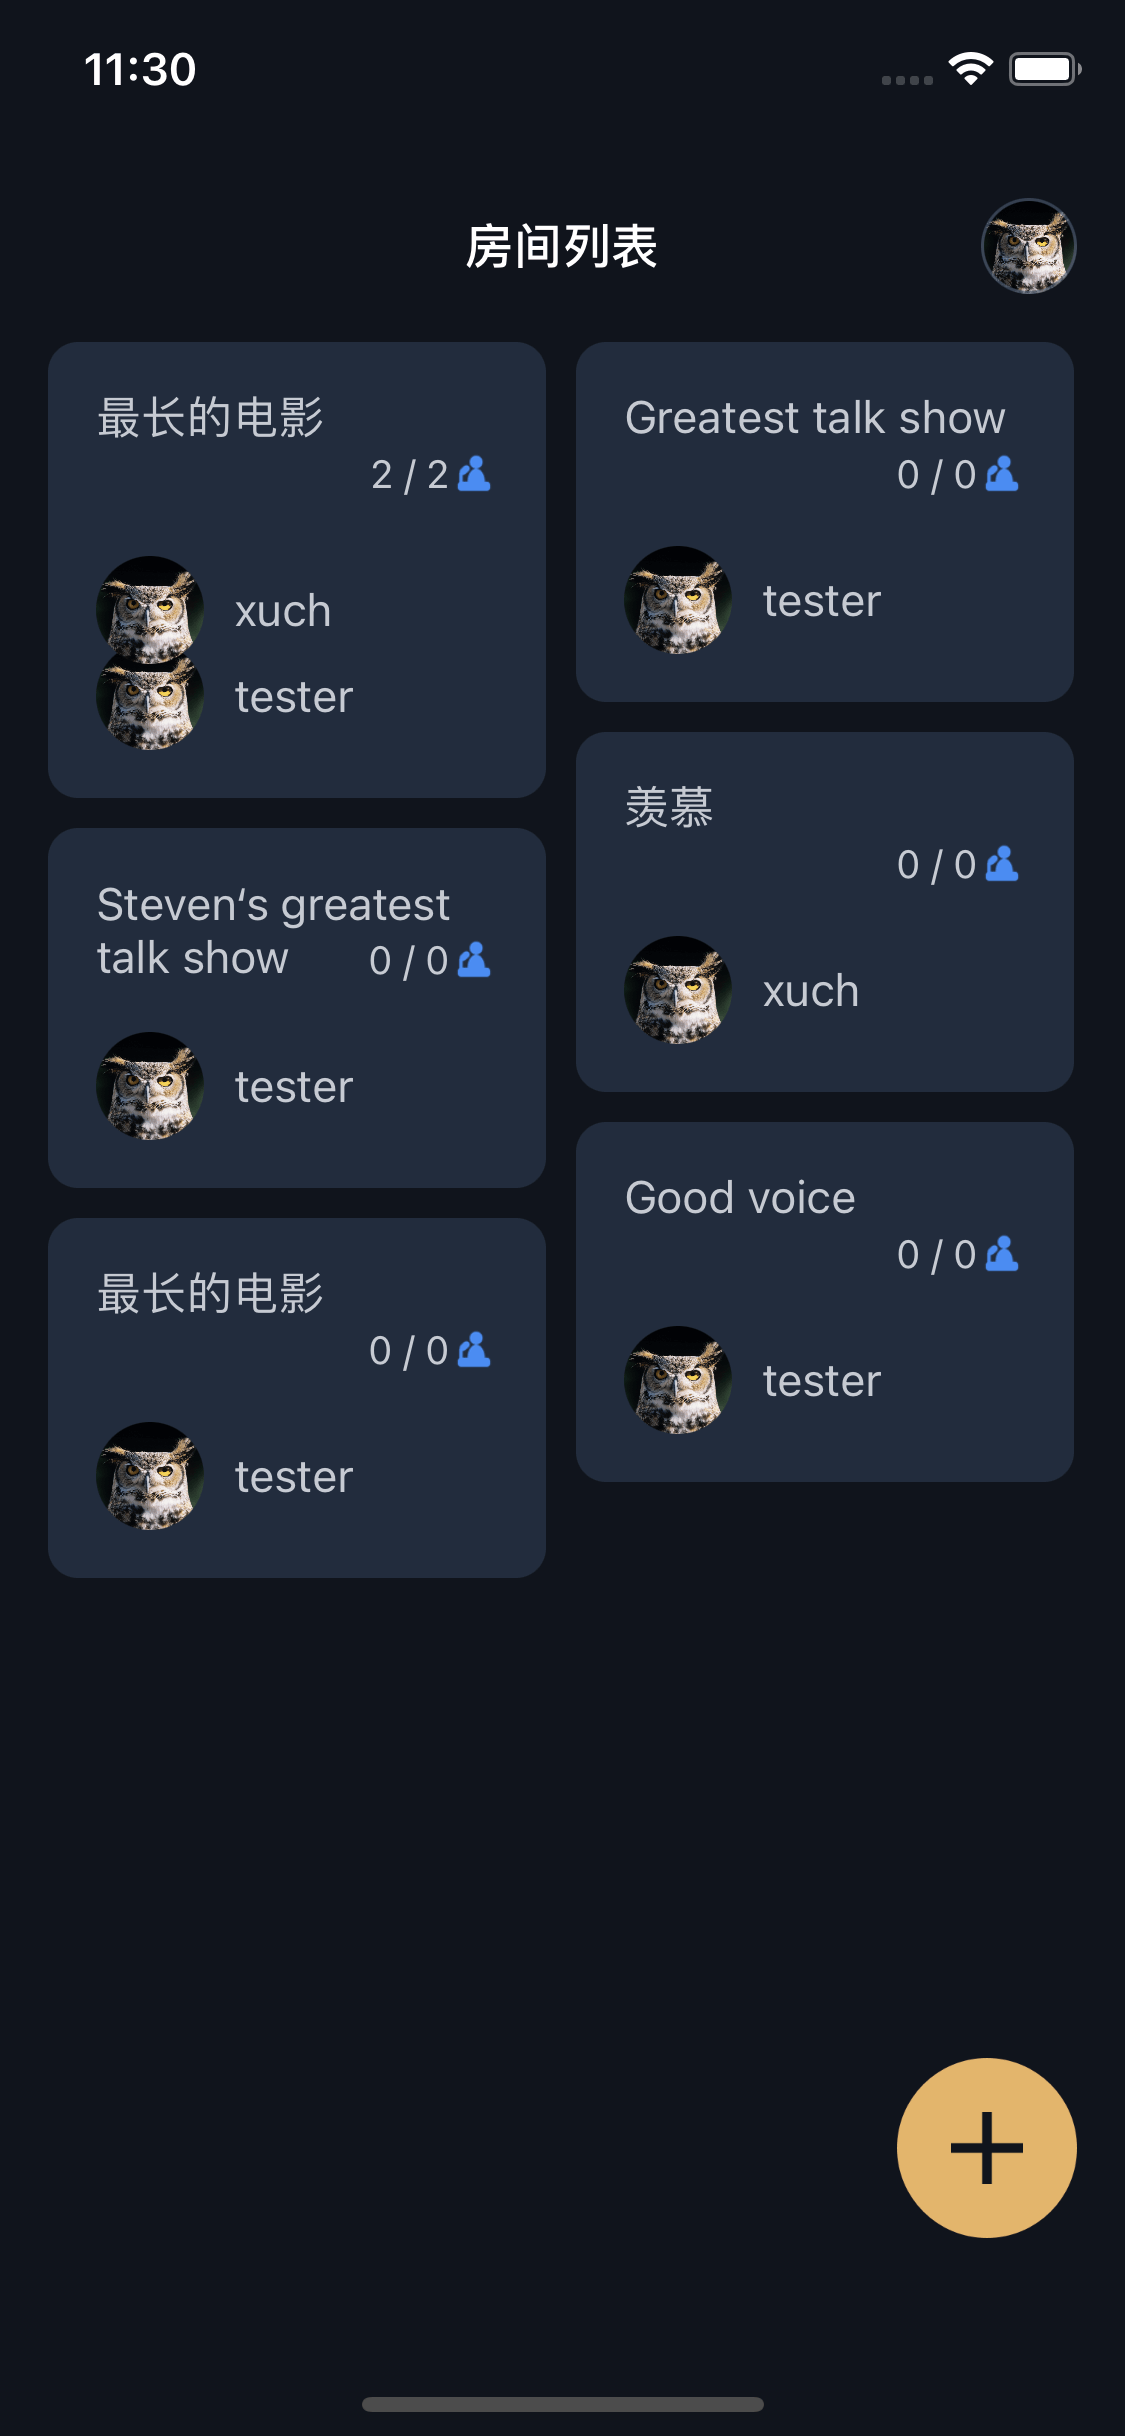 11:30
房间列表
最长的电影
2 / 2
xuch
tester
Greatest talk show
0 / 0
tester
Steven‘s greatest
talk show 0 / 0
tester
羡慕
0 / 0
xuch
最长的电影
0 / 0
tester
Good voice
0 / 0
tester